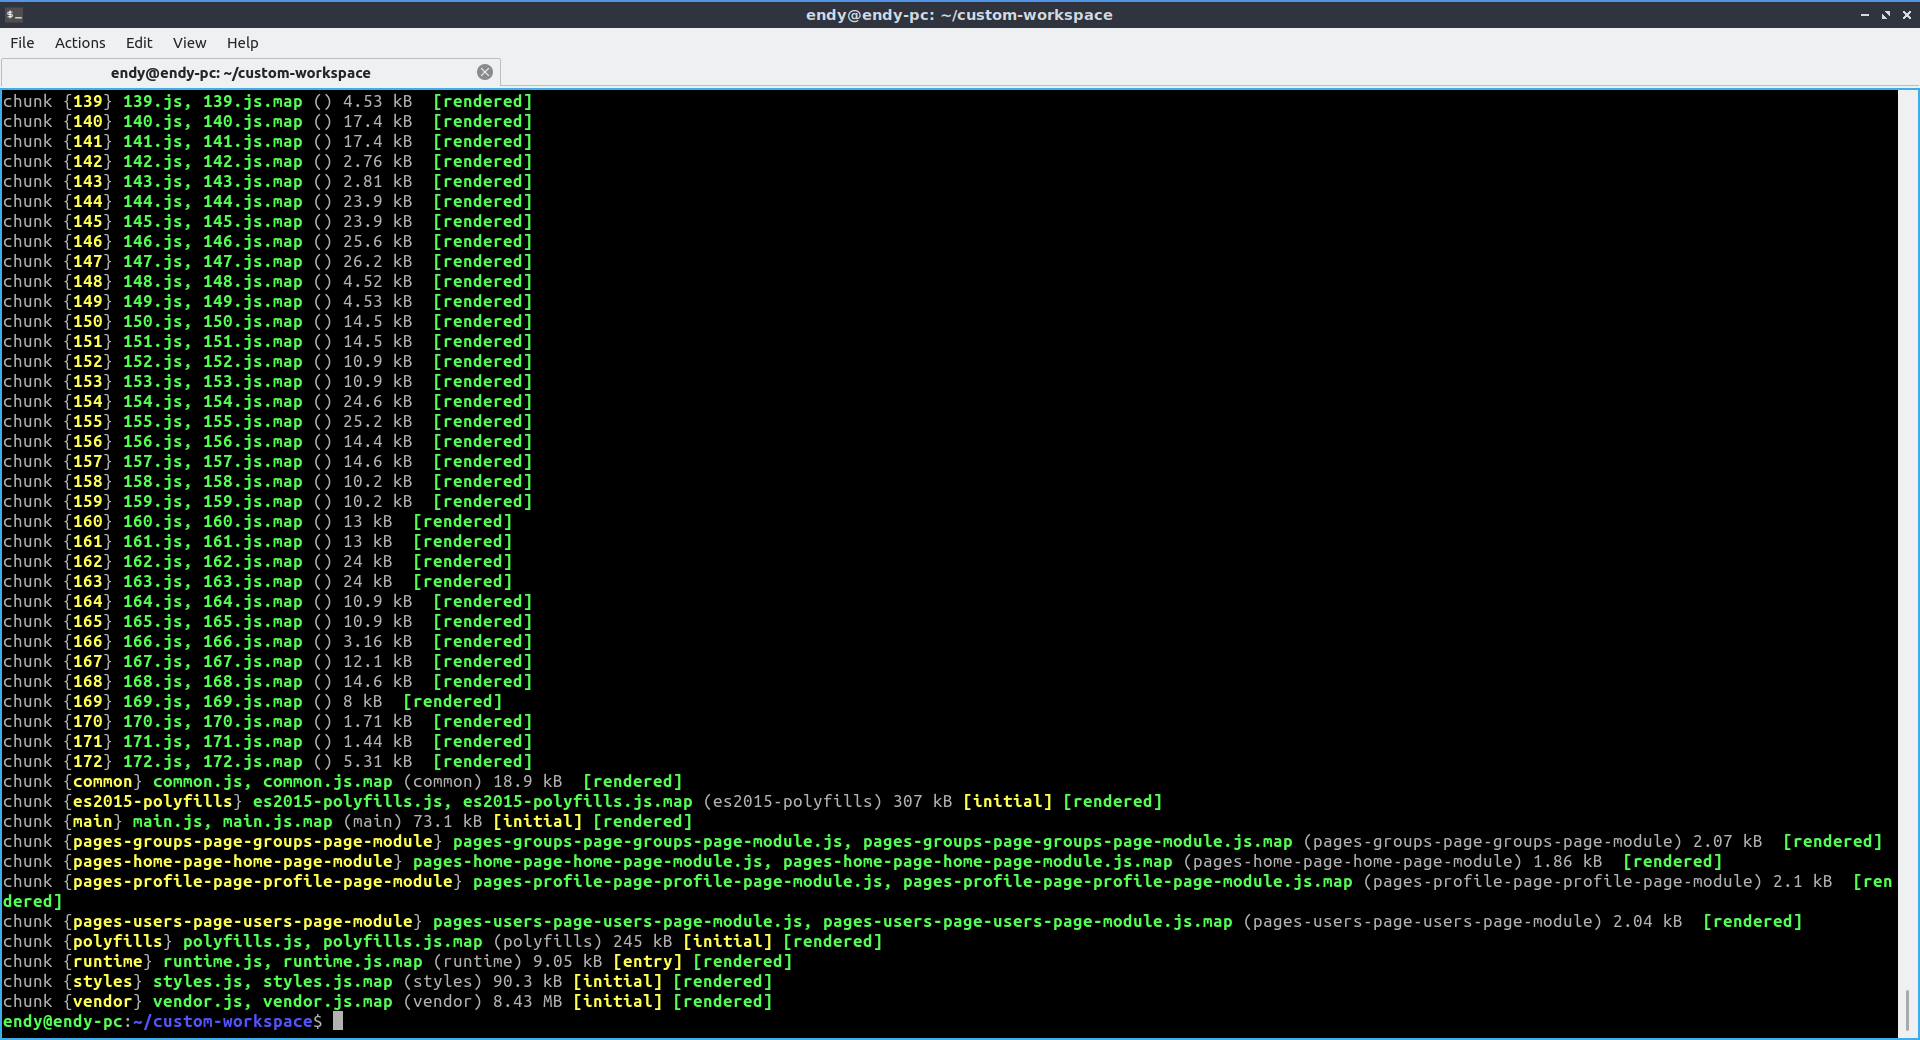 endy@endy-pc: ~/custom-workspace
File Actions Edit View Help
endy@endy-pc: ~/custom-workspace
chunk {139} 139.js, 139.js.map () 4.53 kB  [rendered]
chunk {140} 140.js, 140.js.map () 17.4 kB  [rendered]
chunk {141} 141.js, 141.js.map () 17.4 kB  [rendered]
chunk {142} 142.js, 142.js.map () 2.76 kB  [rendered]
chunk {143} 143.js, 143.js.map () 2.81 kB  [rendered]
chunk {144} 144.js, 144.js.map () 23.9 kB  [rendered]
chunk {145} 145.js, 145.js.map () 23.9 kB  [rendered]
chunk {146} 146.js, 146.js.map () 25.6 kB  [rendered]
chunk {147} 147.js, 147.js.map () 26.2 kB  [rendered]
chunk {148} 148.js, 148.js.map () 4.52 kB  [rendered]
chunk {149} 149.js, 149.js.map () 4.53 kB  [rendered]
chunk {150} 150.js, 150.js.map () 14.5 kB  [rendered]
chunk {151} 151.js, 151.js.map () 14.5 kB  [rendered]
chunk {152} 152.js, 152.js.map () 10.9 kB  [rendered]
chunk {153} 153.js, 153.js.map () 10.9 kB  [rendered]
chunk {154} 154.js, 154.js.map () 24.6 kB  [rendered]
chunk {155} 155.js, 155.js.map () 25.2 kB  [rendered]
chunk {156} 156.js, 156.js.map () 14.4 kB  [rendered]
chunk {157} 157.js, 157.js.map () 14.6 kB  [rendered]
chunk {158} 158.js, 158.js.map () 10.2 kB  [rendered]
chunk {159} 159.js, 159.js.map () 10.2 kB  [rendered]
chunk {160} 160.js, 160.js.map () 13 kB  [rendered]
chunk {161} 161.js, 161.js.map () 13 kB  [rendered]
chunk {162} 162.js, 162.js.map () 24 kB  [rendered]
chunk {163} 163.js, 163.js.map () 24 kB  [rendered]
chunk {164} 164.js, 164.js.map () 10.9 kB  [rendered]
chunk {165} 165.js, 165.js.map () 10.9 kB  [rendered]
chunk {166} 166.js, 166.js.map () 3.16 kB  [rendered]
chunk {167} 167.js, 167.js.map () 12.1 kB  [rendered]
chunk {168} 168.js, 168.js.map () 14.6 kB  [rendered]
chunk {169} 169.js, 169.js.map () 8 kB  [rendered]
chunk {170} 170.js, 170.js.map () 1.71 kB  [rendered]
chunk {171} 171.js, 171.js.map () 1.44 kB  [rendered]
chunk {172} 172.js, 172.js.map () 5.31 kB  [rendered]
chunk {common} common.js, common.js.map (common) 18.9 kB  [rendered]
chunk {es2015-polyfills} es2015-polyfills.js, es2015-polyfills.js.map (es2015-polyfills) 307 kB [initial] [rendered]
chunk {main} main.js, main.js.map (main) 73.1 kB [initial] [rendered]
chunk {pages-groups-page-groups-page-module} pages-groups-page-groups-page-module.js, pages-groups-page-groups-page-module.js.map (pages-groups-page-groups-page-module) 2.07 kB  [rendered]
chunk {pages-home-page-home-page-module} pages-home-page-home-page-module.js, pages-home-page-home-page-module.js.map (pages-home-page-home-page-module) 1.86 kB  [rendered]
chunk {pages-profile-page-profile-page-module} pages-profile-page-profile-page-module.js, pages-profile-page-profile-page-module.js.map (pages-profile-page-profile-page-module) 2.1 kB  [ren
dered]
chunk {pages-users-page-users-page-module} pages-users-page-users-page-module.js, pages-users-page-users-page-module.js.map (pages-users-page-users-page-module) 2.04 kB  [rendered]
chunk {polyfills} polyfills.js, polyfills.js.map (polyfills) 245 kB [initial] [rendered]
chunk {runtime} runtime.js, runtime.js.map (runtime) 9.05 kB [entry] [rendered]
chunk {styles} styles.js, styles.js.map (styles) 90.3 kB [initial] [rendered]
chunk {vendor} vendor.js, vendor.js.map (vendor) 8.43 MB [initial] [rendered]
endy@endy-pc:~/custom-workspace$